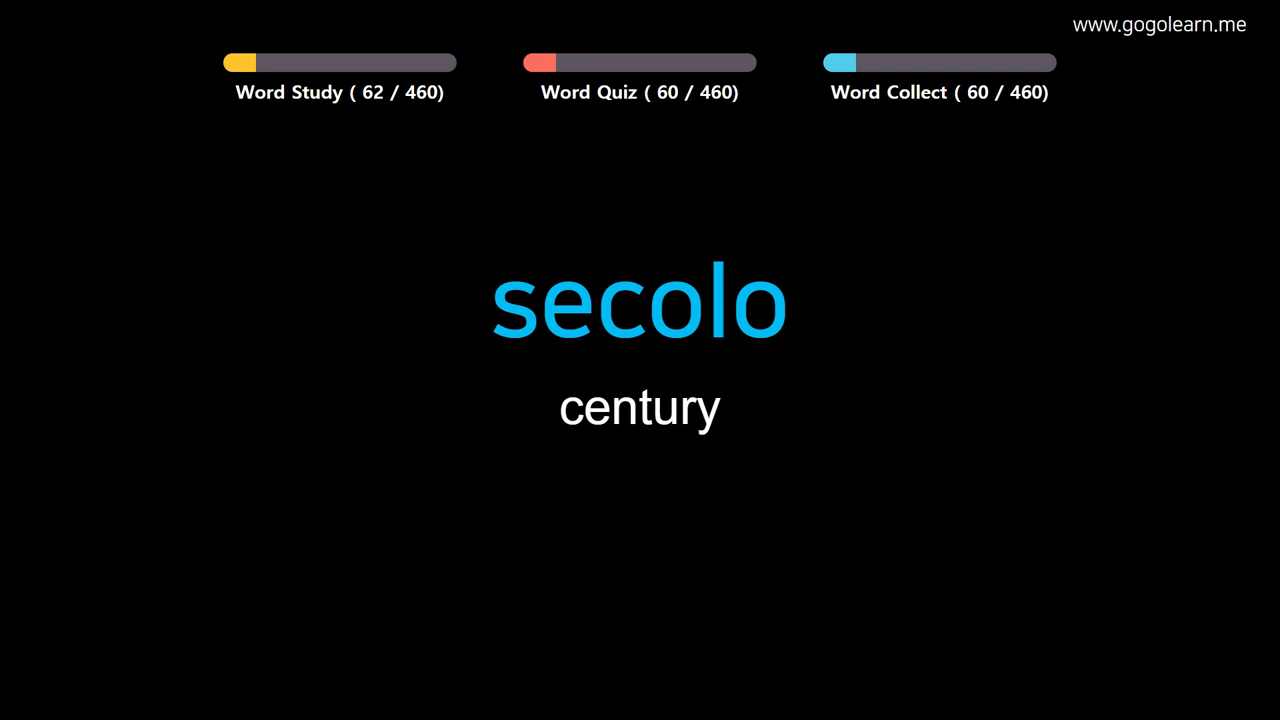 www.gogolearn.me
Word Study ( 62 / 460)
Word Quiz ( 60 / 460)
Word Collect ( 60 / 460)
secolo
century